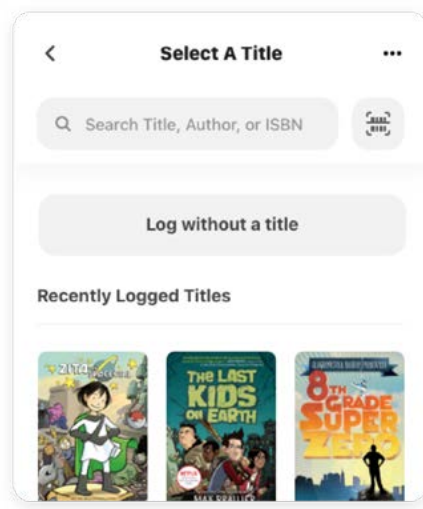 Select A Title
Search Title, Author, or ISBN
Log without a title
Recently Logged Titles
ZITA
THE LAST
KIDS
ON EARTH
NETFLIX
MAX BRALLIER
8TH
GRADE
SUPER
ZERO